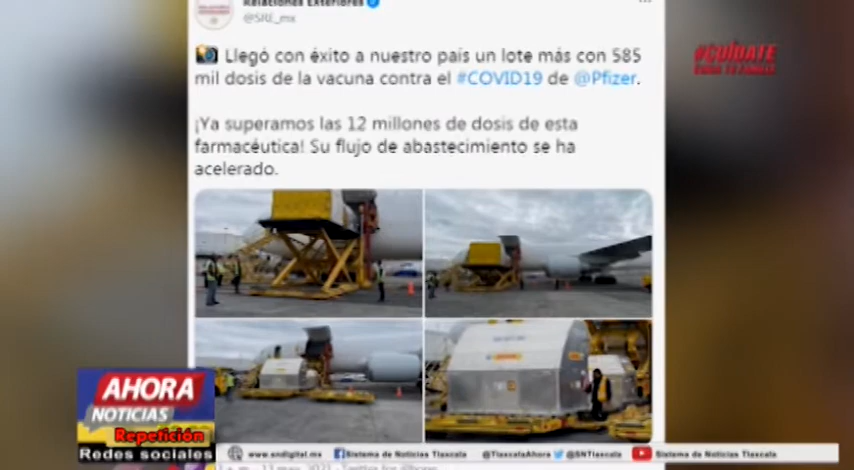 Relaciones Exteriores
@SRE_mx
Llegó con éxito a nuestro país un lote más con 585
mil dosis de la vacuna contra el #COVID19 de @Pfizer.
¡Ya superamos las 12 millones de dosis de esta
farmacéutica! Su flujo de abastecimiento se ha
acelerado.
#CUÍDATE
AHORA
NOTICIAS
Repetición
Redes sociales
www.sndigital.mx Sistema de Noticias Tlaxcala @TlaxcalaAhora @SNTlaxcala Sistema de Noticias Tlaxcala